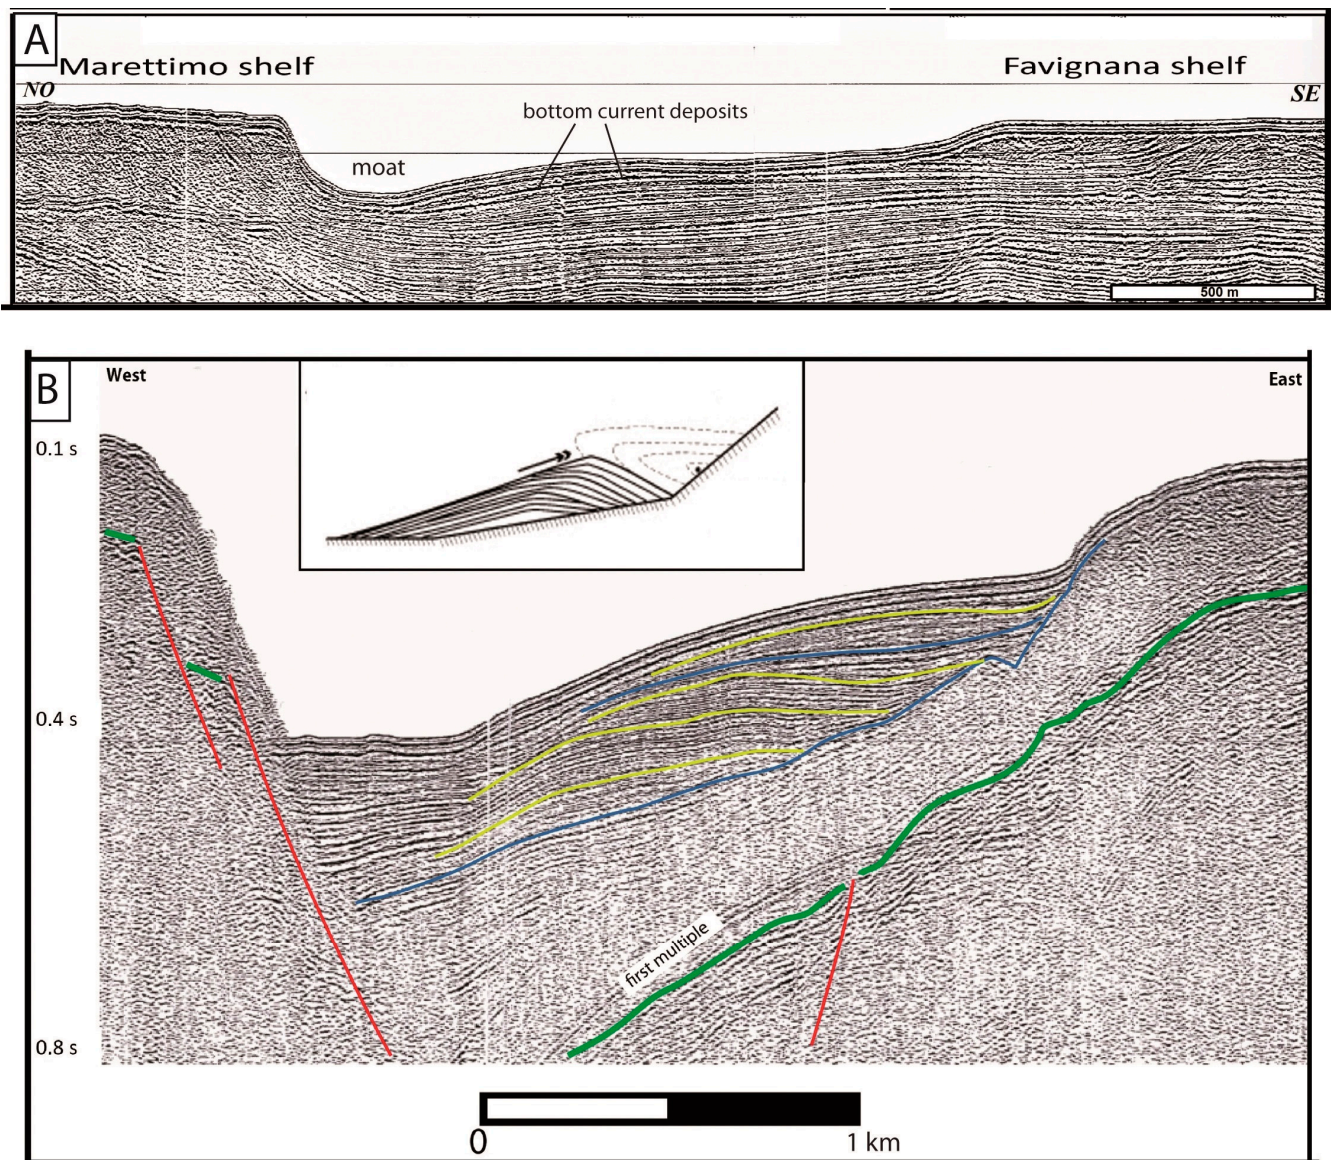 A
Marettimo shelf
Favignana shelf
NO
SE
bottom current deposits
moat
500 m
B
West
East
0.1 s
0.4 s
first multiple
0.8 s
0
1 km